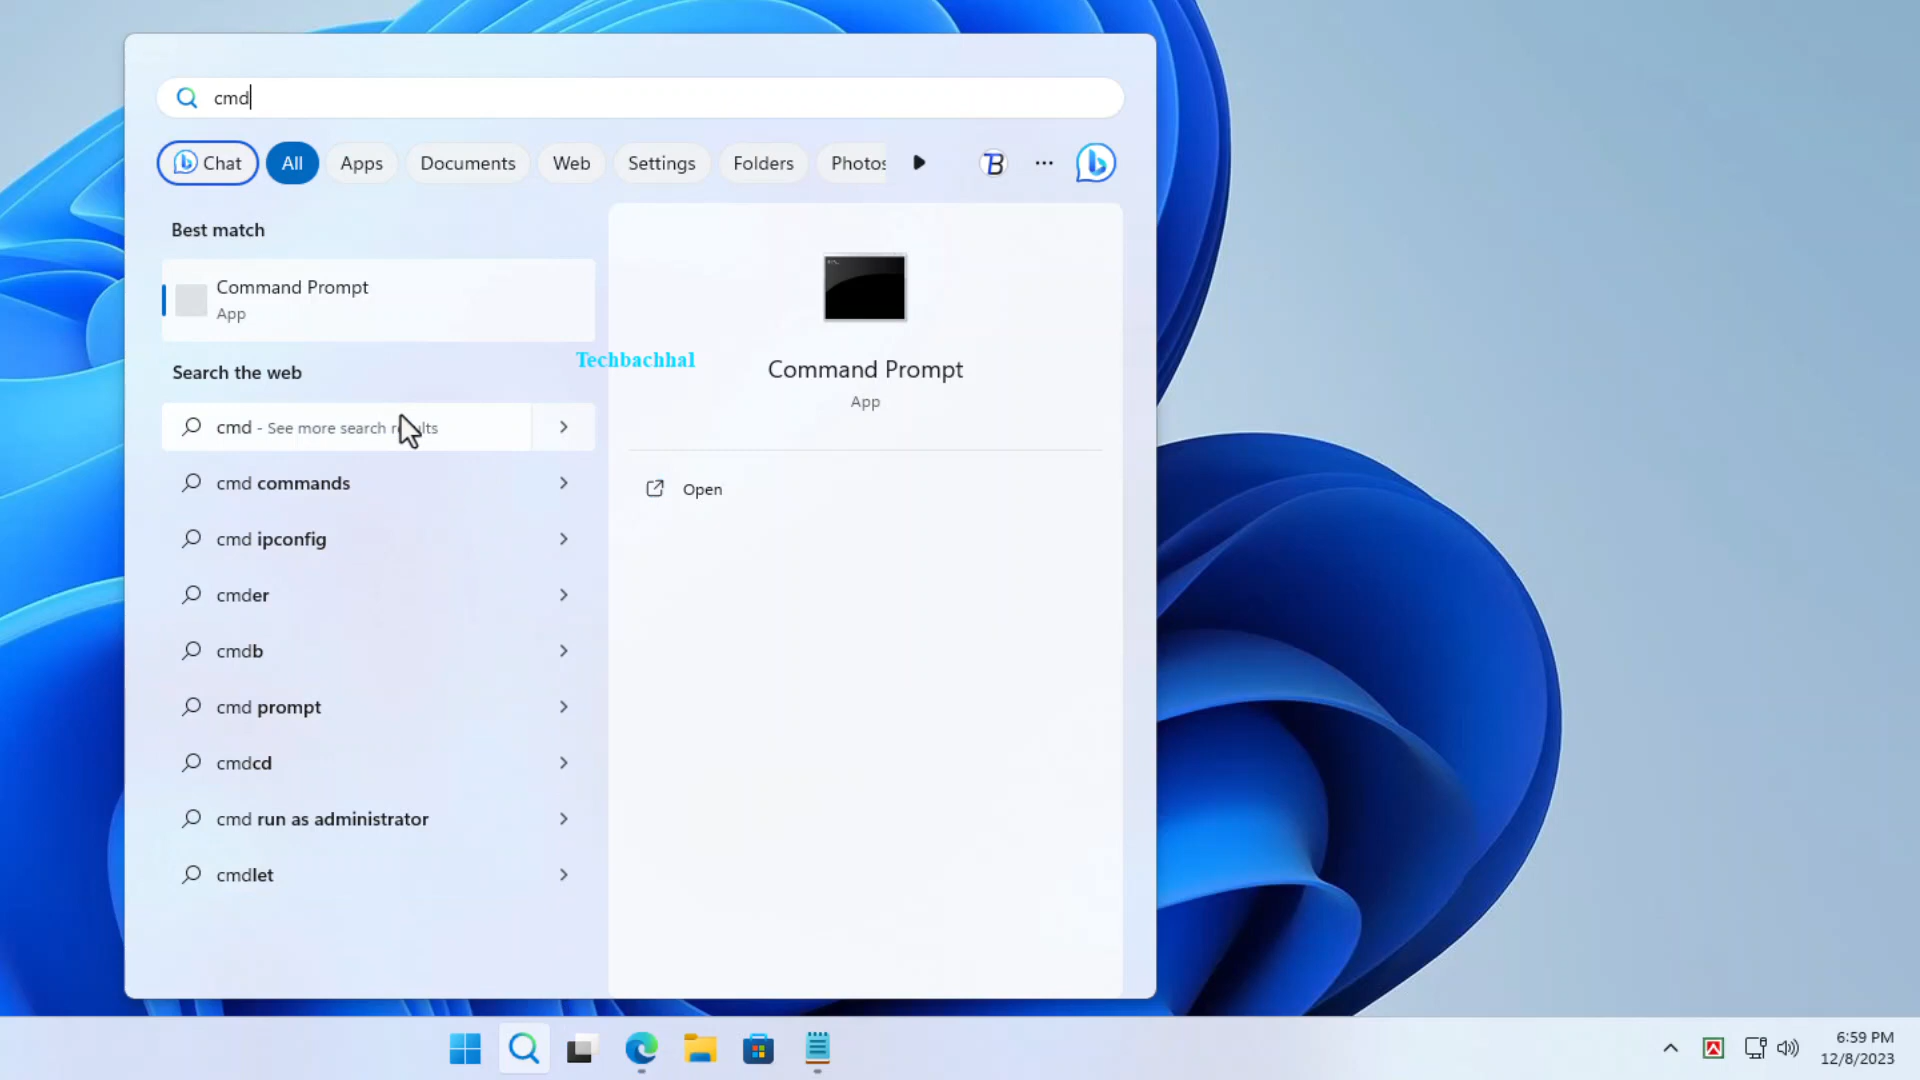 cmd
Chat
All
Apps
Documents
Web
Settings
Folders
Photos
B
Best match
Command Prompt
App
Search the web
cmd - See more search results
cmd commands
cmd ipconfig
cmder
cmdb
cmd prompt
cmdcd
cmd run as administrator
cmdlet
Techbachhal
Command Prompt
App
Open
6:59 PM
12/8/2023